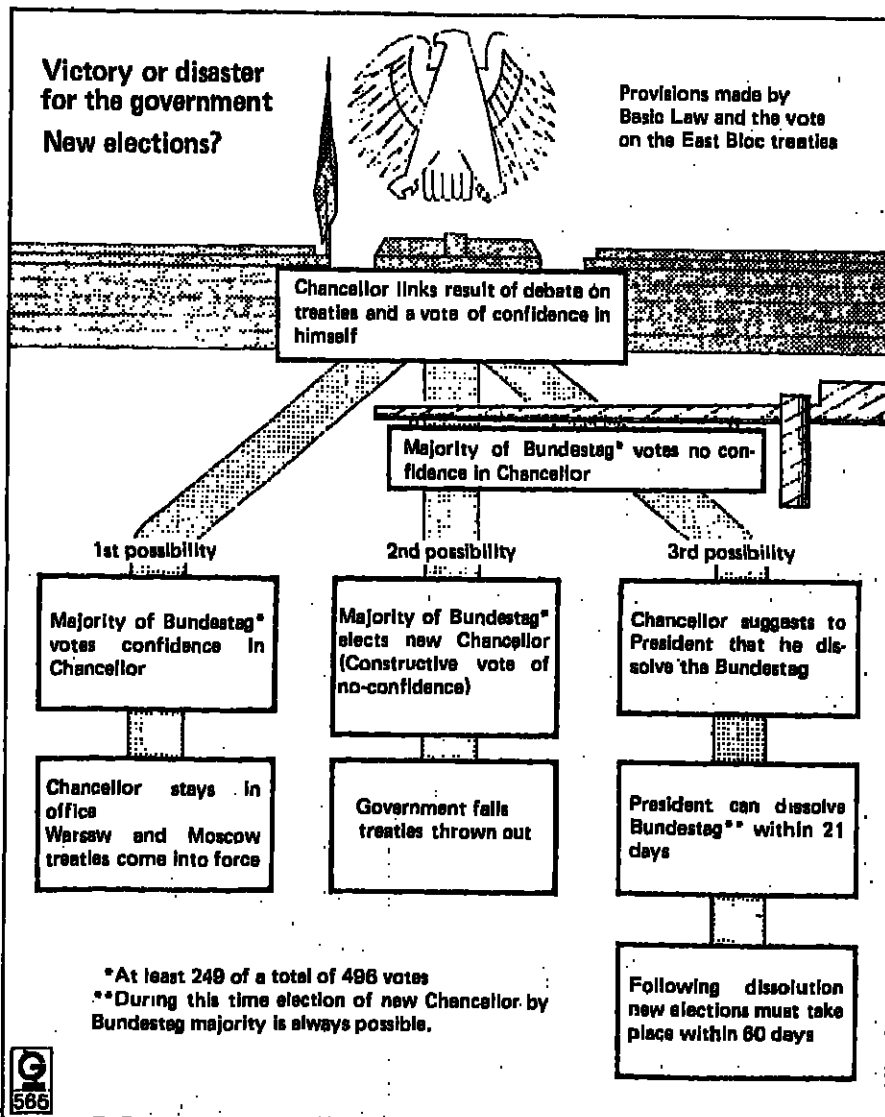 Victory or disaster
for the government
New elections?
Provisions made by
Basic Law and the vote
on the East Bloc treaties
Chancellor links result of debate on
treaties and a vote of confidence in
himself
Majority of Bundestag* votes no con-
fidence in Chancellor
1st possibility
2nd possibility
3rd possibility
Majority of Bundestag*
votes confidence in
Chancellor
Majority of Bundestag*
elects new Chancellor
(Constructive vote of
no-confidence)
Chancellor suggests to
President that he dis-
solve the Bundestag
Chancellor stays in
office
Warsaw and Moscow
treaties come into force
Government falls
treaties thrown out
President can dissolve
Bundestag** within 21
days
Following dissolution
new elections must take
place within 60 days
*At least 249 of a total of 496 votes
**During this time election of new Chancellor by
Bundestag majority is always possible.
G
566